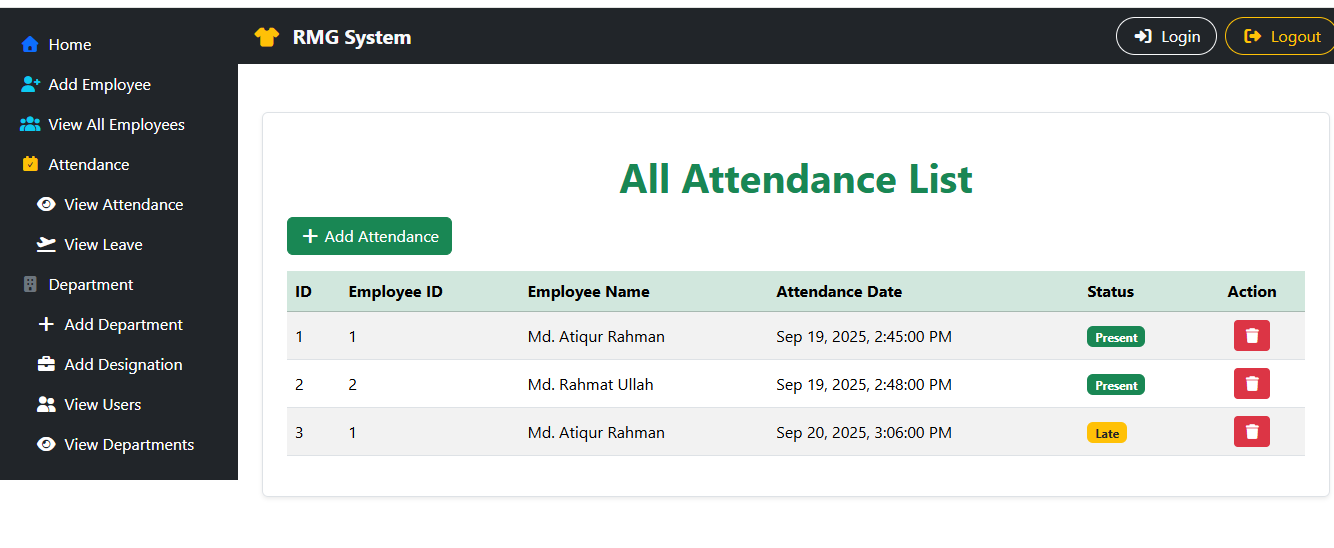 Home
Add Employee
View All Employees
Attendance
View Attendance
View Leave
Department
Add Department
Add Designation
View Users
View Departments
RMG System
Login
Logout
All Attendance List
Add Attendance
ID Employee ID Employee Name Attendance Date Status Action
1 1 Md. Atiqur Rahman Sep 19, 2025, 2:45:00 PM Present
2 2 Md. Rahmat Ullah Sep 19, 2025, 2:48:00 PM Present
3 1 Md. Atiqur Rahman Sep 20, 2025, 3:06:00 PM Late